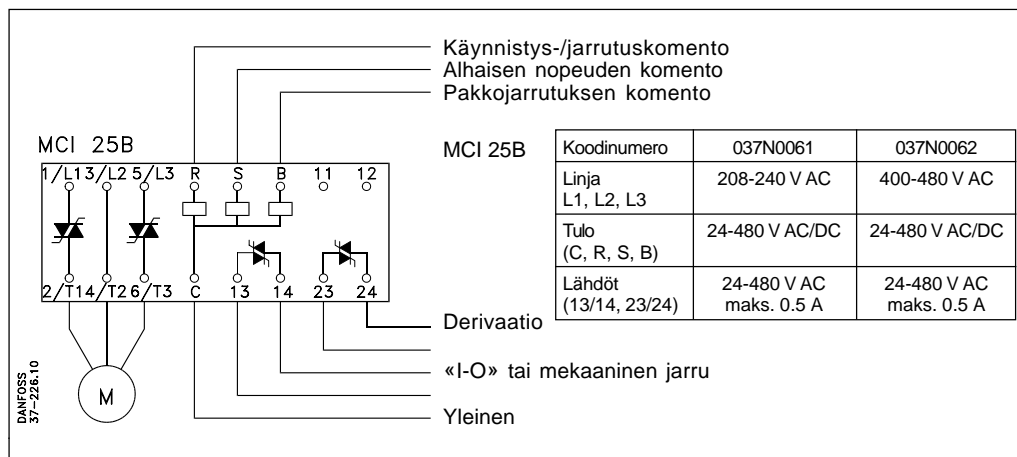 Käynnistys-/jarrutuskomento
Alhaisen nopeuden komento
Pakkojarrutuksen komento
MCI 25B
1/L1 3/L2 5/L3 R S B 11 12
2/T1 4/T2 6/T3 C 13 14 23 24
M
DANFOSS
37-226.10
Derivaatio
«I-O» tai mekaaninen jarru
Yleinen
MCI 25B
Koodinumero 037N0061 037N0062
Linja
L1, L2, L3 208-240 V AC 400-480 V AC
Tulo
(C, R, S, B) 24-480 V AC/DC 24-480 V AC/DC
Lähdöt 24-480 V AC 24-480 V AC
(13/14, 23/24) maks. 0.5 A maks. 0.5 A